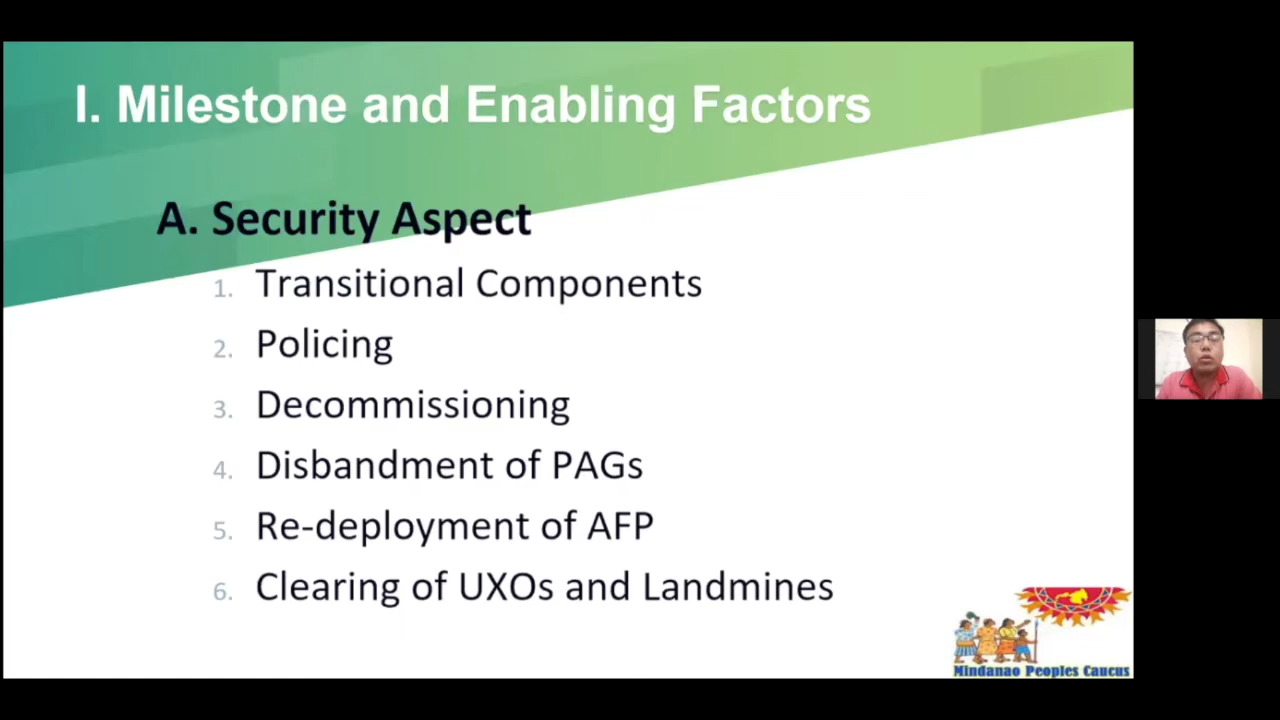 I. Milestone and Enabling Factors
A. Security Aspect
1. Transitional Components
2. Policing
3. Decommissioning
4. Disbandment of PAGs
5. Re-deployment of AFP
6. Clearing of UXOs and Landmines
Mindanao Peoples Caucus